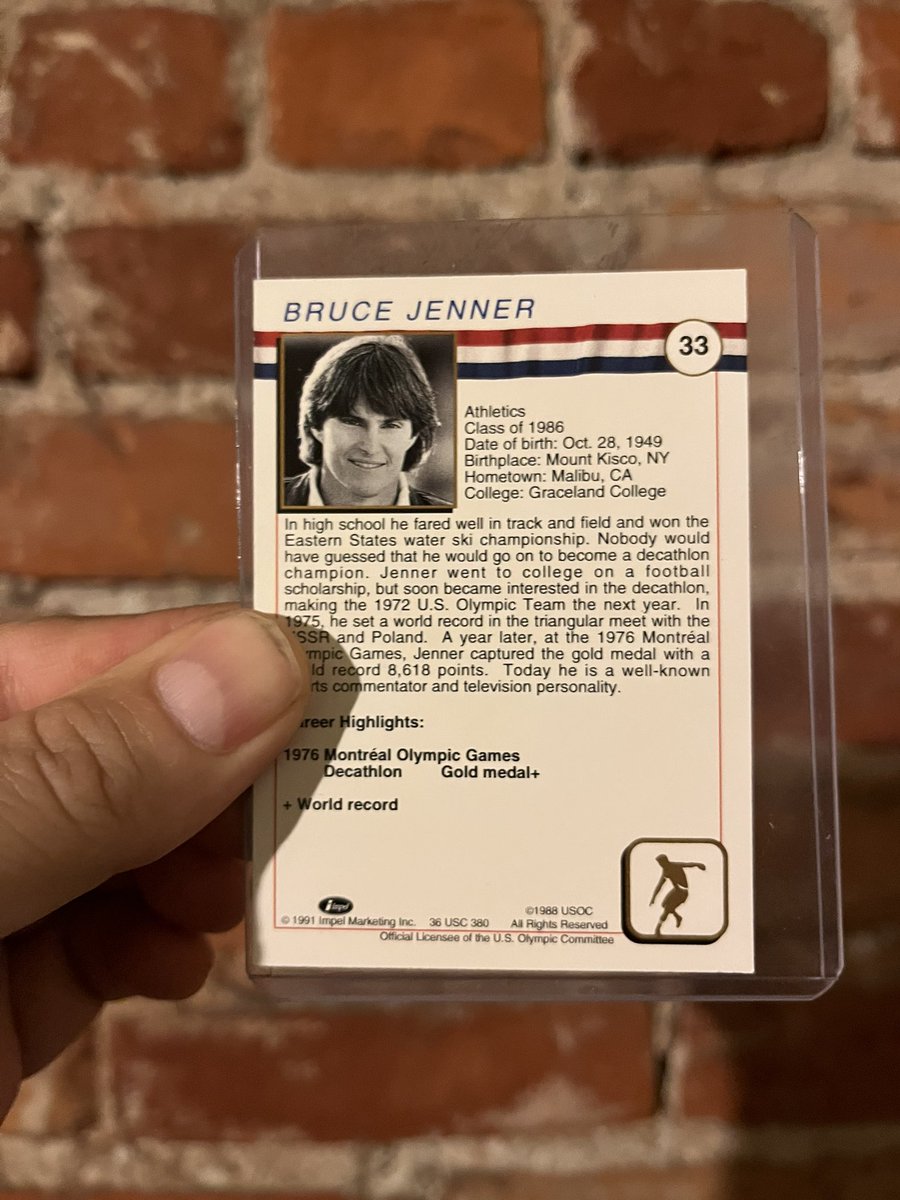 BRUCE JENNER
33
Athletics
Class of 1986
Date of birth: Oct. 28, 1949
Birthplace: Mount Kisco, NY
Hometown: Malibu, CA
College: Graceland College
In high school he fared well in track and field and won the
Eastern States water ski championship. Nobody would
have guessed that he would go on to become a decathlon
champion. Jenner went to college on a football
scholarship, but soon became interested in the decathlon,
making the 1972 U.S. Olympic Team the next year. In
1975, he set a world record in the triangular meet with the
SSR and Poland. A year later, at the 1976 Montréal
mpic Games, Jenner captured the gold medal with a
ld record 8,618 points. Today he is a well-known
rts commentator and television personality.
reer Highlights:
1976 Montréal Olympic Games
Decathlon Gold medal+
+ World record
impel
© 1991 Impel Marketing Inc. 36 USC 380
©1988 USOC
All Rights Reserved
Official Licensee of the U.S. Olympic Committee